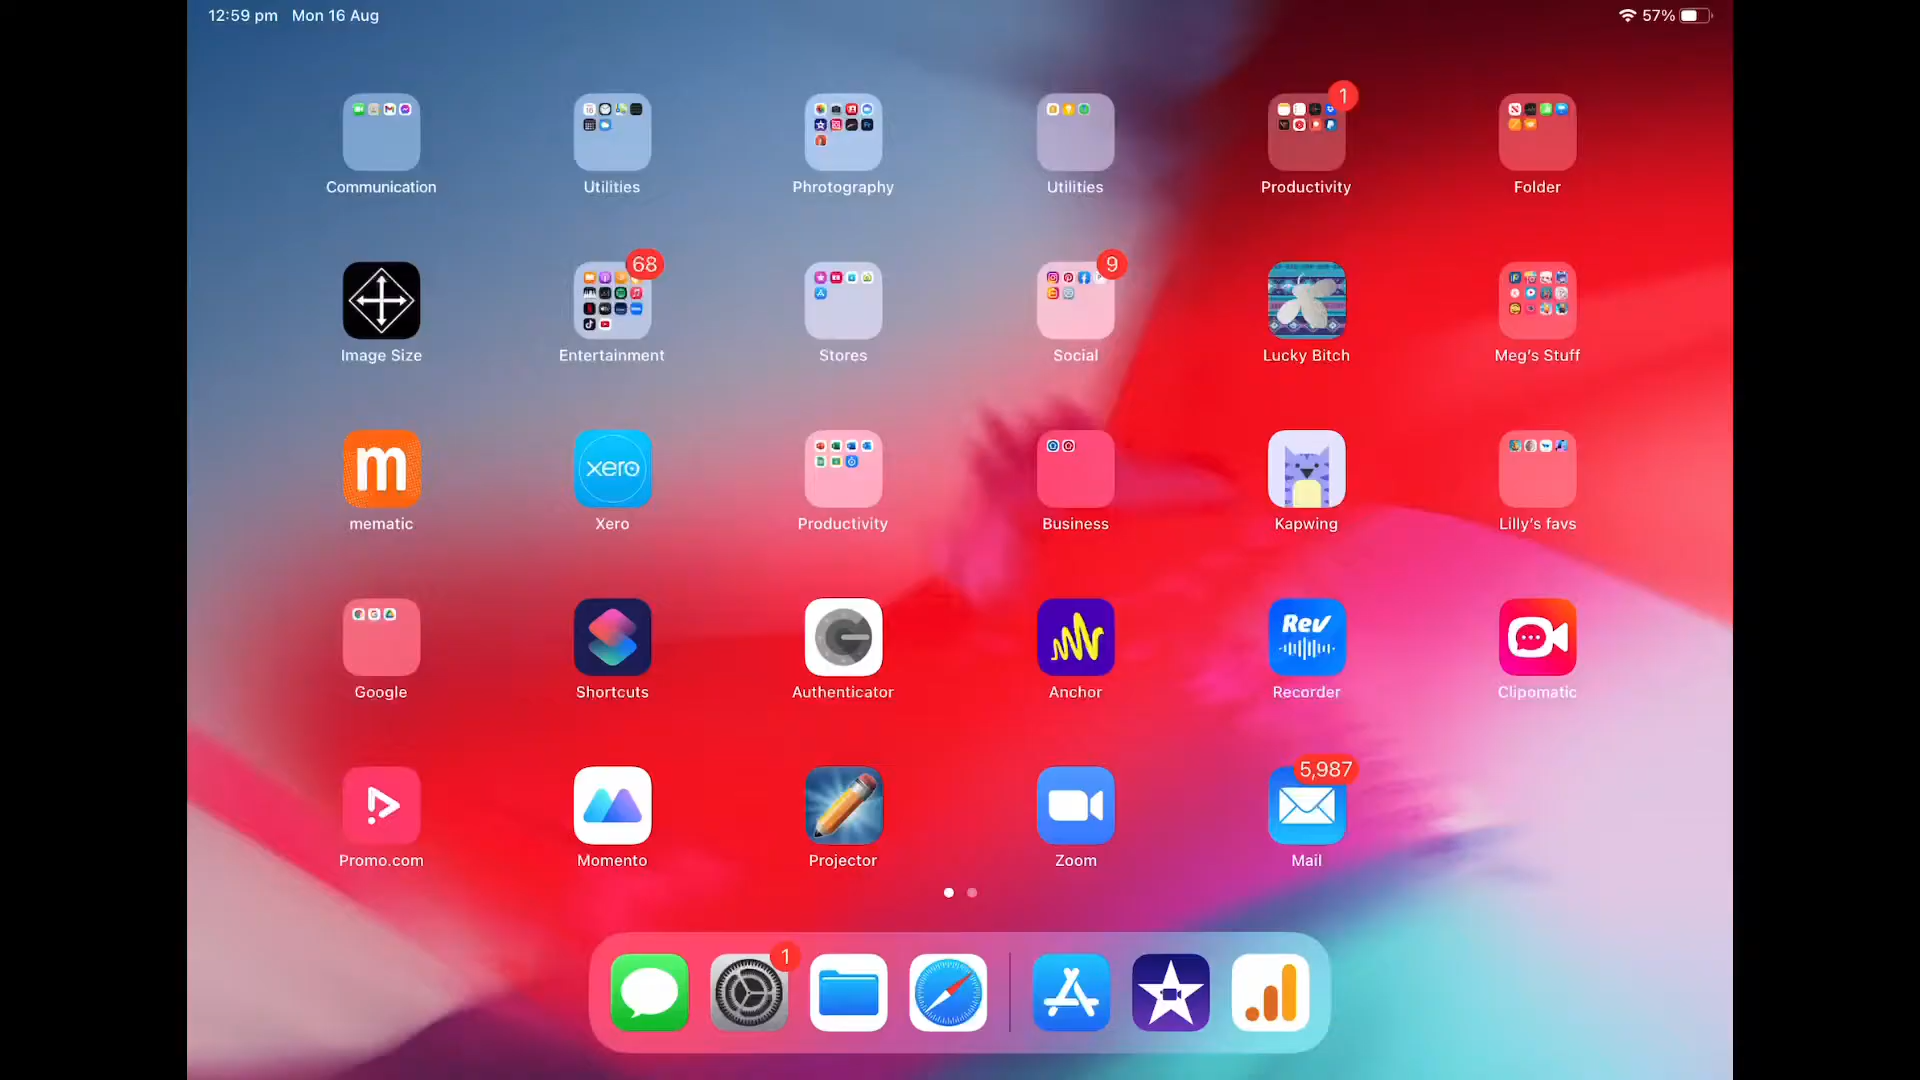 12:59 pm Mon 16 Aug 57%
1
Communication Utilities Phrotography Utilities Productivity Folder
68 9
Image Size Entertainment Stores Social Lucky Bitch Meg's Stuff
m xero
mematic Xero Productivity Business Kapwing Lilly's favs
Rev
Google Shortcuts Authenticator Anchor Recorder Clipomatic
5,987
Promo.com Momento Projector Zoom Mail
1